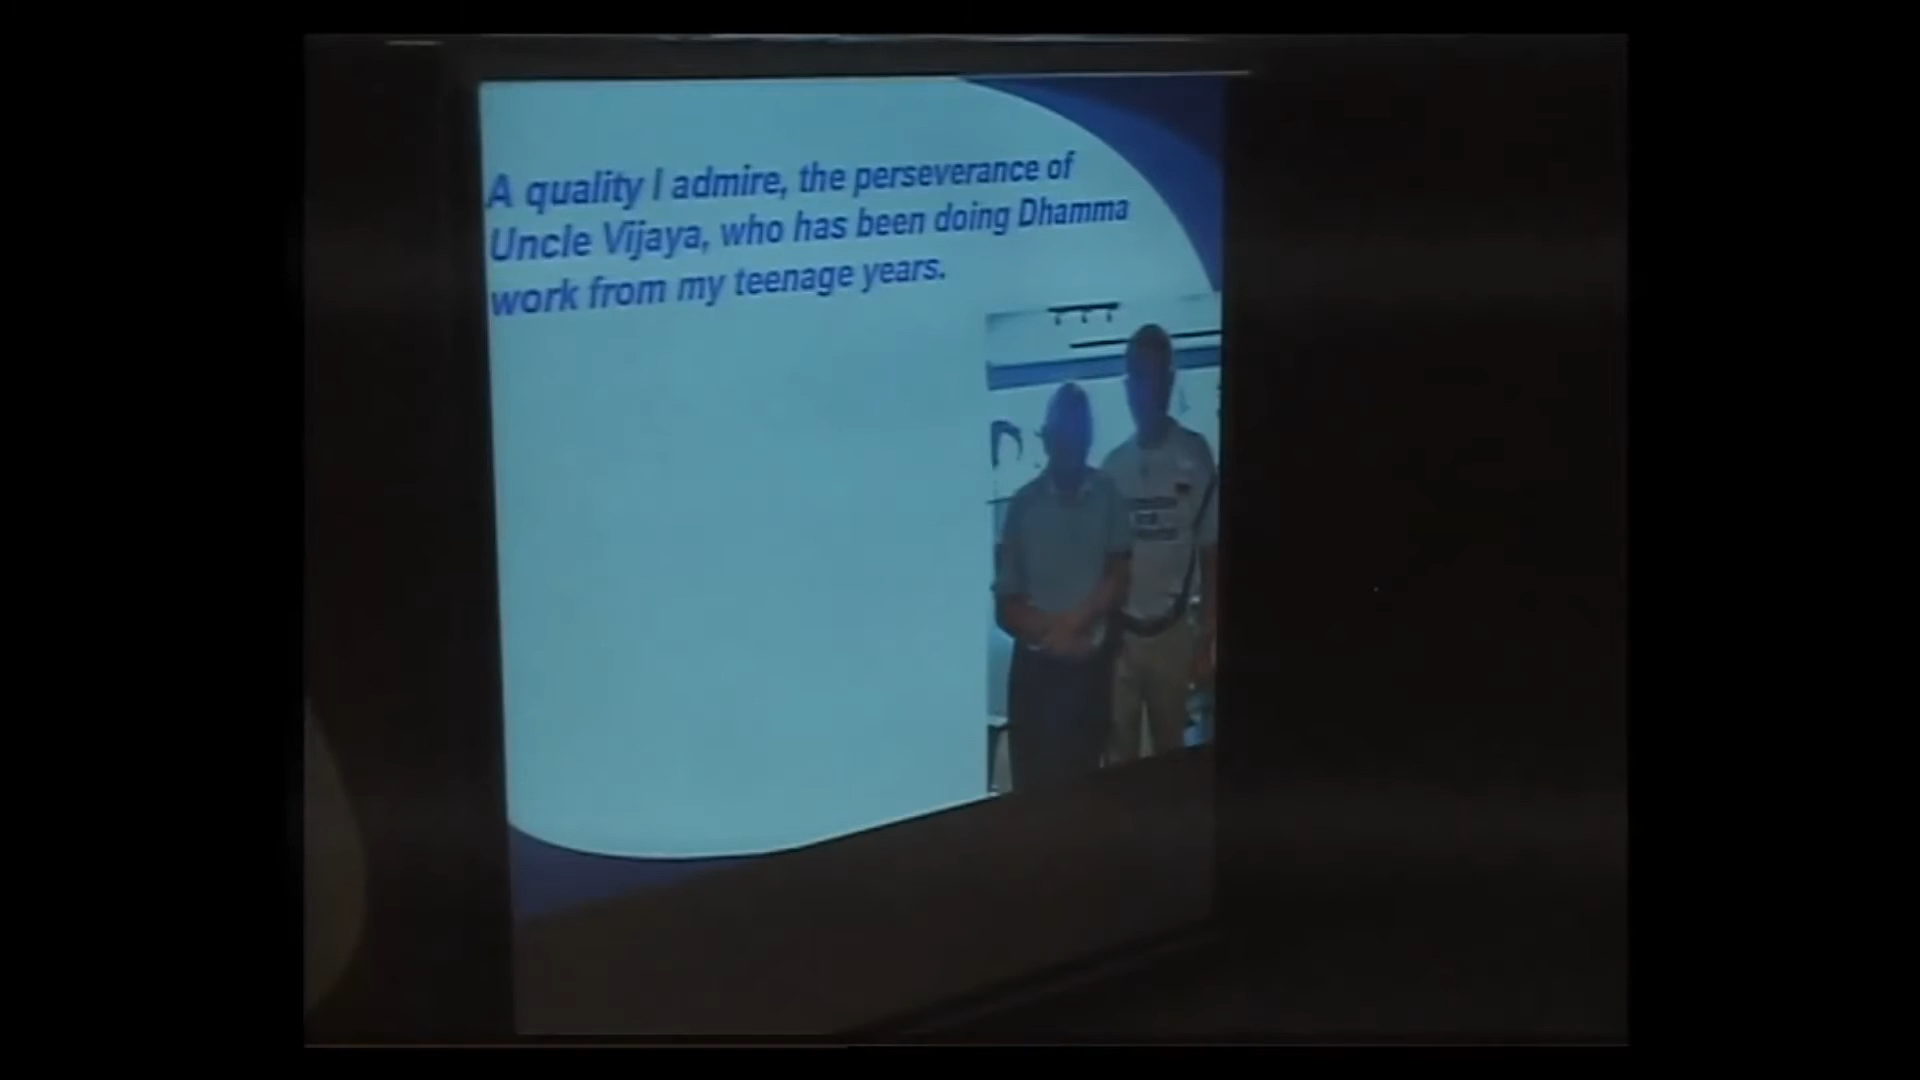 A quality I admire, the perseverance of
Uncle Vijaya, who has been doing Dhamma
work from my teenage years.